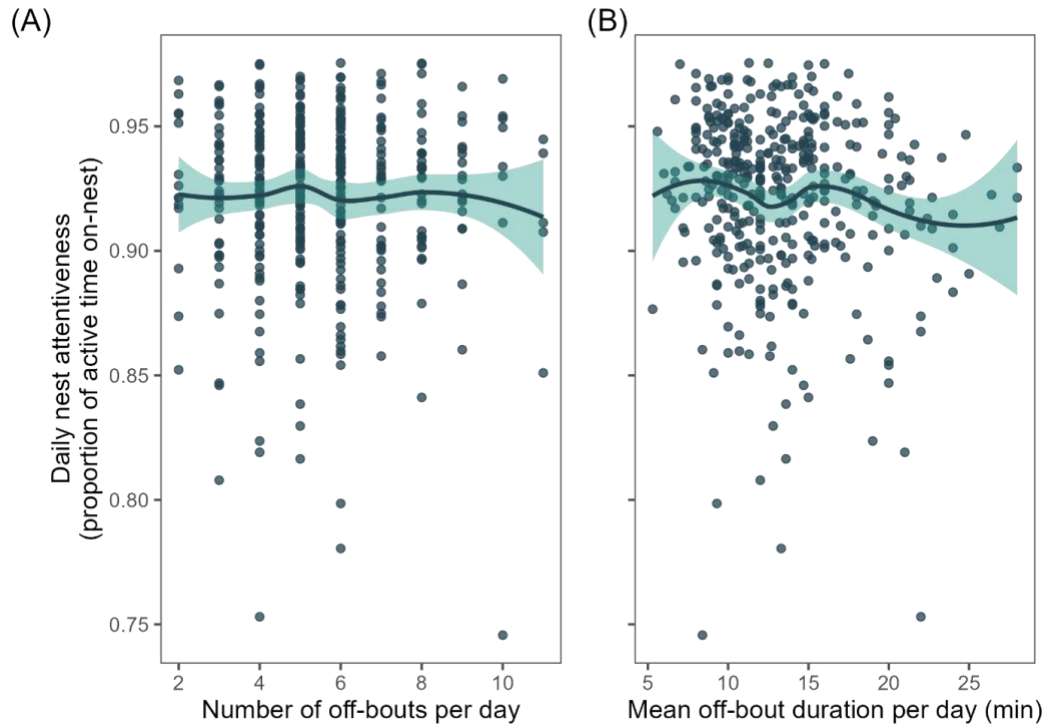 (A)
(B)
Daily nest attentiveness
(proportion of active time on-nest)
0.95
0.90
0.85
0.80
0.75
2 4 6 8 10
5 10 15 20 25
Number of off-bouts per day
Mean off-bout duration per day (min)